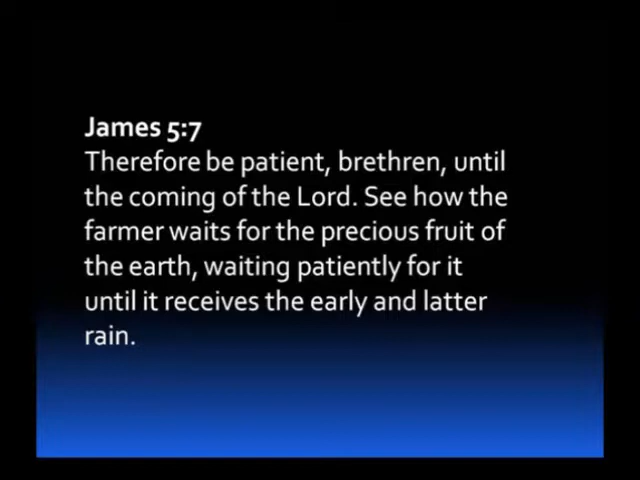 James 5:7
Therefore be patient, brethren, until
the coming of the Lord. See how the
farmer waits for the precious fruit of
the earth, waiting patiently for it
until it receives the early and latter
rain.